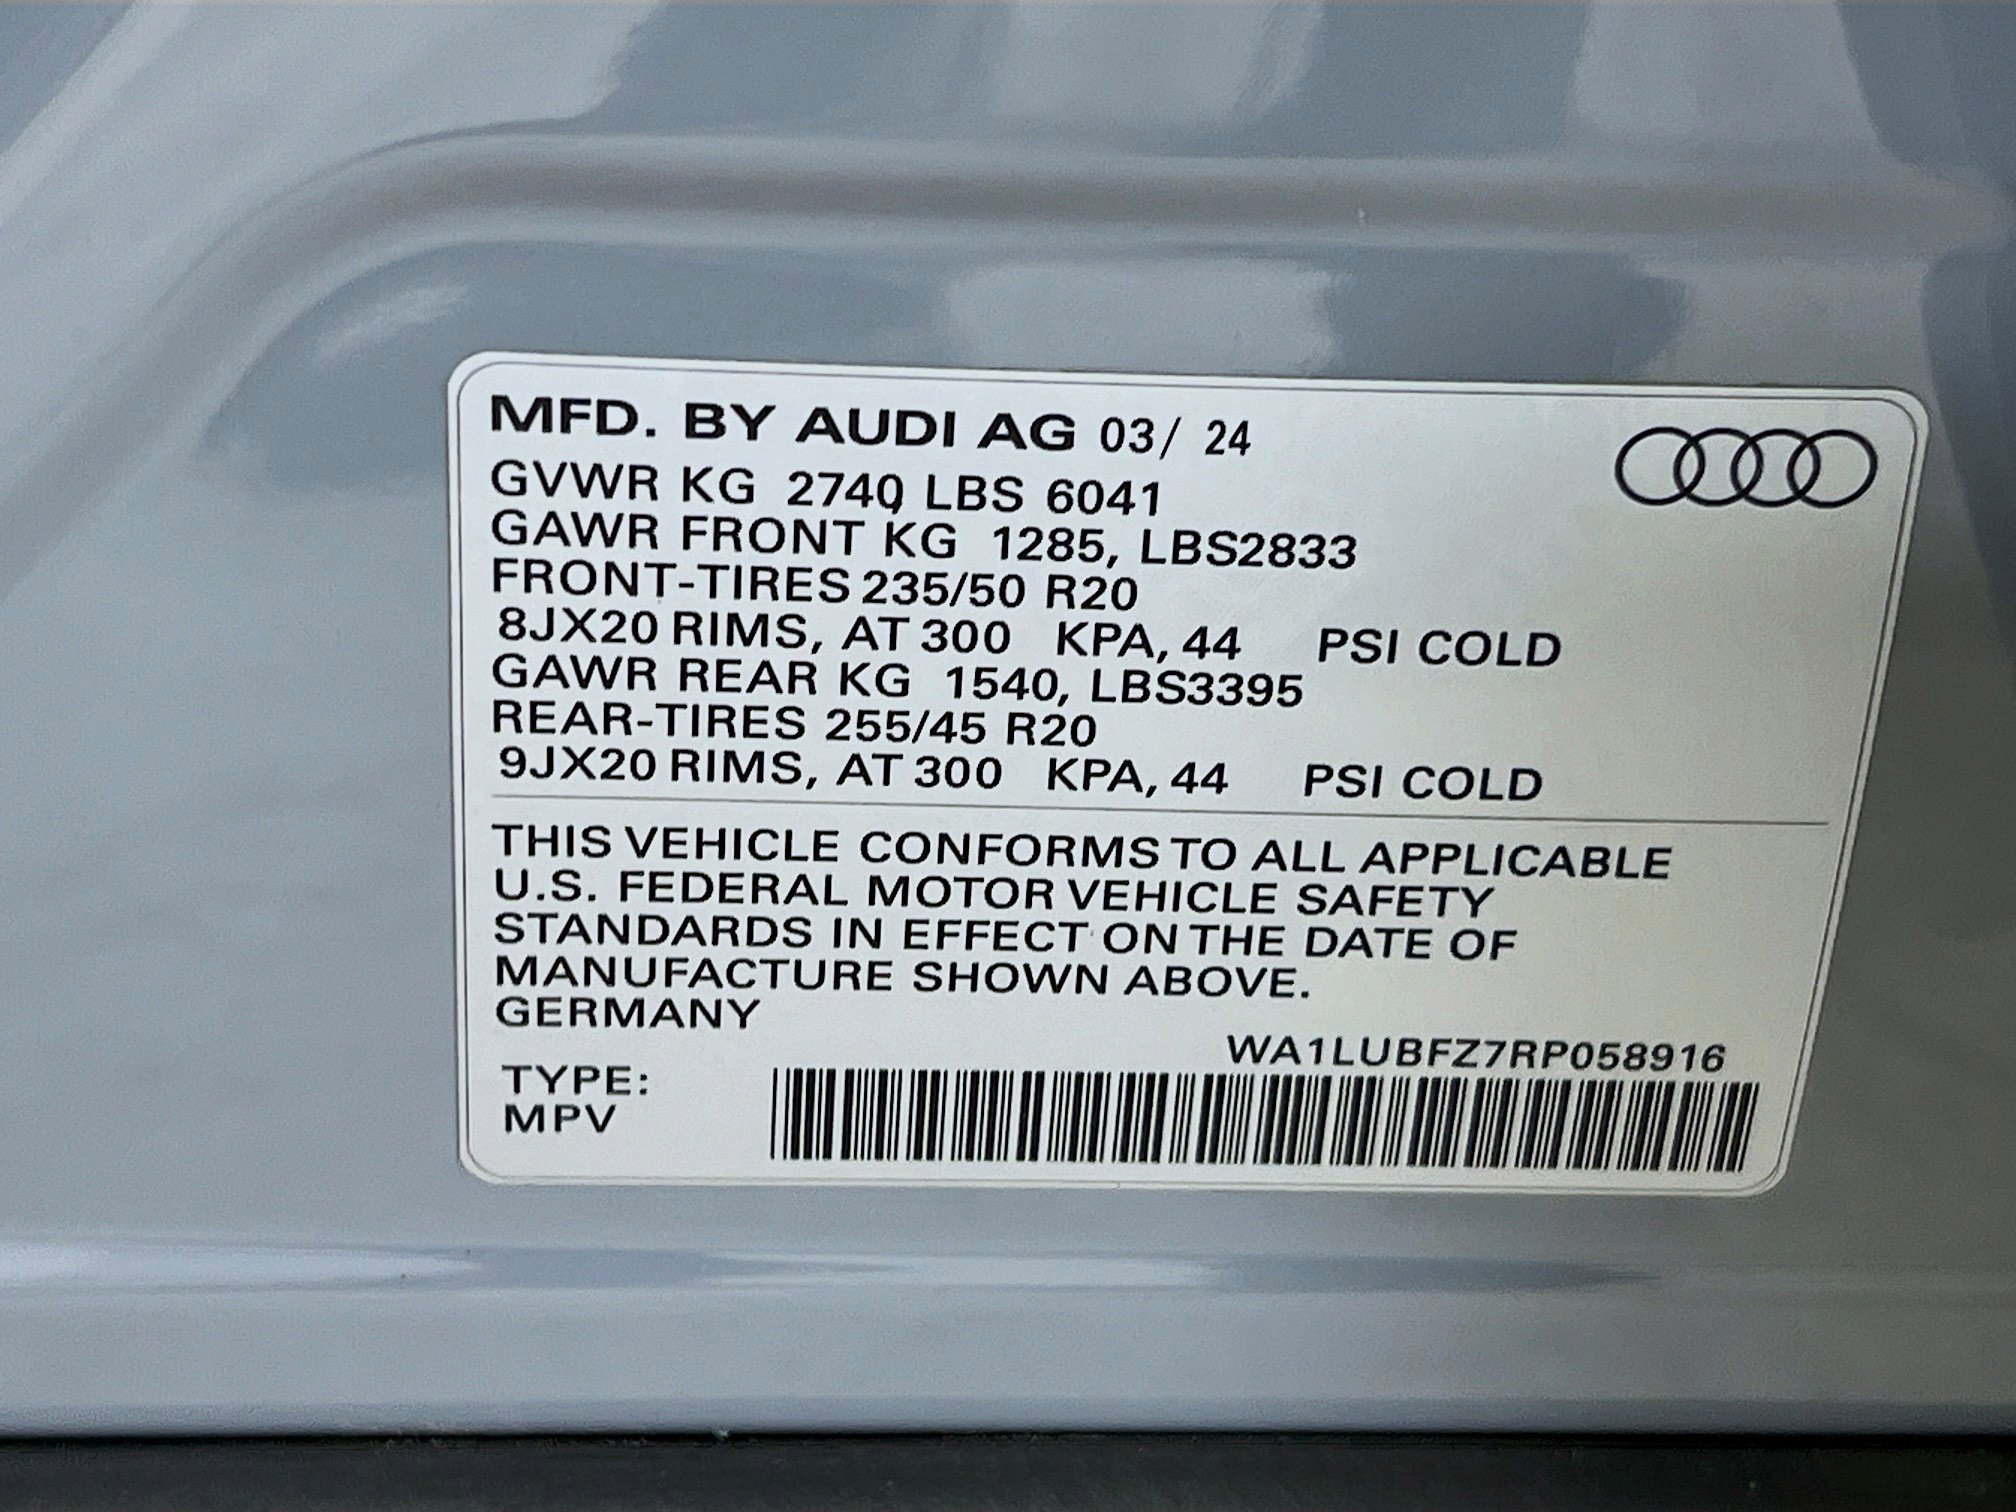 MFD. BY AUDI AG 03/ 24
GVWR KG 2740 LBS 6041
GAWR FRONT KG 1285, LBS2833
FRONT-TIRES 235/50 R20
8JX20 RIMS, AT 300 KPA, 44 PSI COLD
GAWR REAR KG 1540, LBS3395
REAR-TIRES 255/45 R20
9JX20 RIMS, AT 300 KPA, 44 PSI COLD
THIS VEHICLE CONFORMS TO ALL APPLICABLE
U.S. FEDERAL MOTOR VEHICLE SAFETY
STANDARDS IN EFFECT ON THE DATE OF
MANUFACTURE SHOWN ABOVE.
GERMANY
WA1LUBFZ7RP058916
TYPE:
MPV